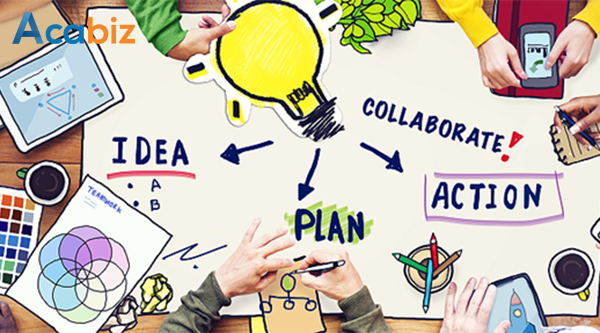 Acabiz
COLLABORATE!
IDEA
• A
• B
PLAN
ACTION
TEAMWORK